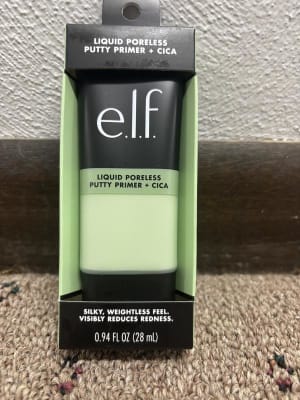 LIQUID PORELESS
PUTTY PRIMER + CICA
e.l.f.
LIQUID PORELESS
PUTTY PRIMER + CICA
SILKY, WEIGHTLESS FEEL.
VISIBLY REDUCES REDNESS.
0.94 FL OZ (28 mL)